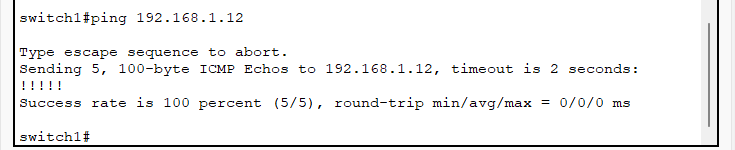 switch1#ping 192.168.1.12
Type escape sequence to abort.
Sending 5, 100-byte ICMP Echos to 192.168.1.12, timeout is 2 seconds:
!!!!!
Success rate is 100 percent (5/5), round-trip min/avg/max = 0/0/0 ms
switch1#